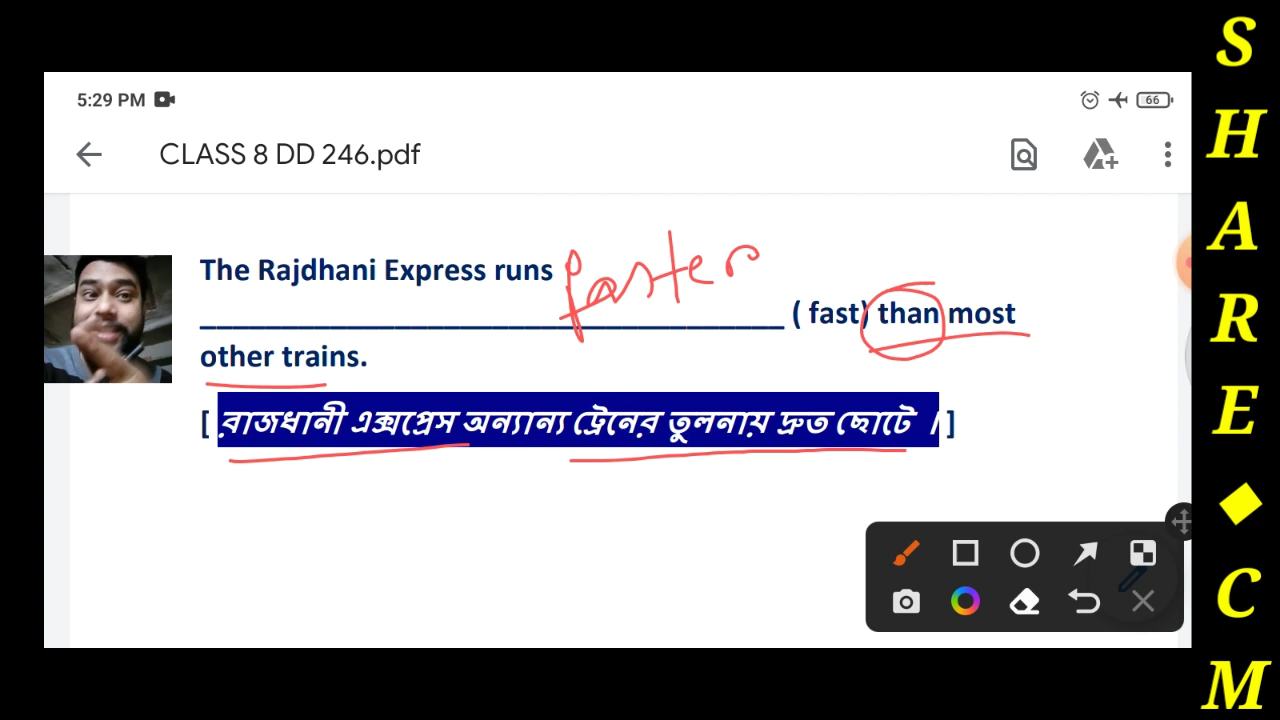 5:29 PM
66
CLASS 8 DD 246.pdf
The Rajdhani Express runs
faster
( fast) than most
other trains.
[ রাজধানী এক্সপ্রেস অন্যান্য ট্রেনের তুলনায় দ্রুত ছোটে । ]
SHARE◆CM